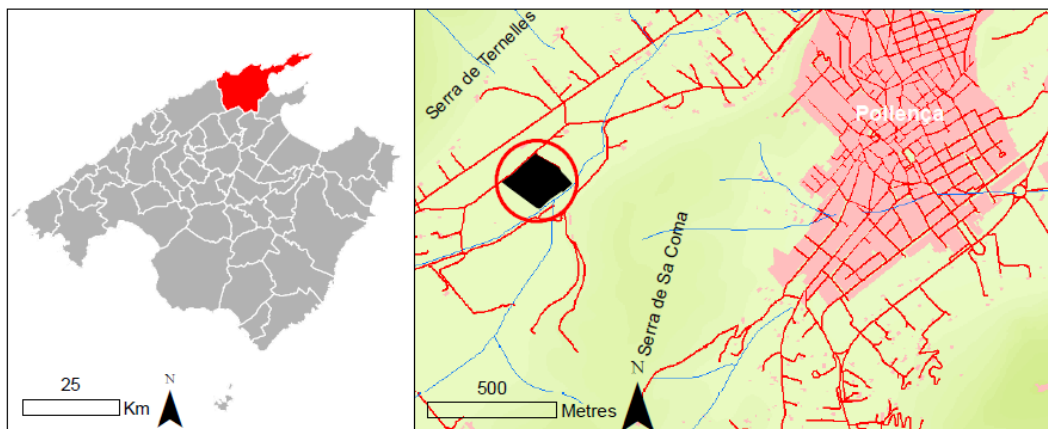 25
Km
N
Serra de Ternelles
Pollença
Serra de Sa Coma
N
500
Metres